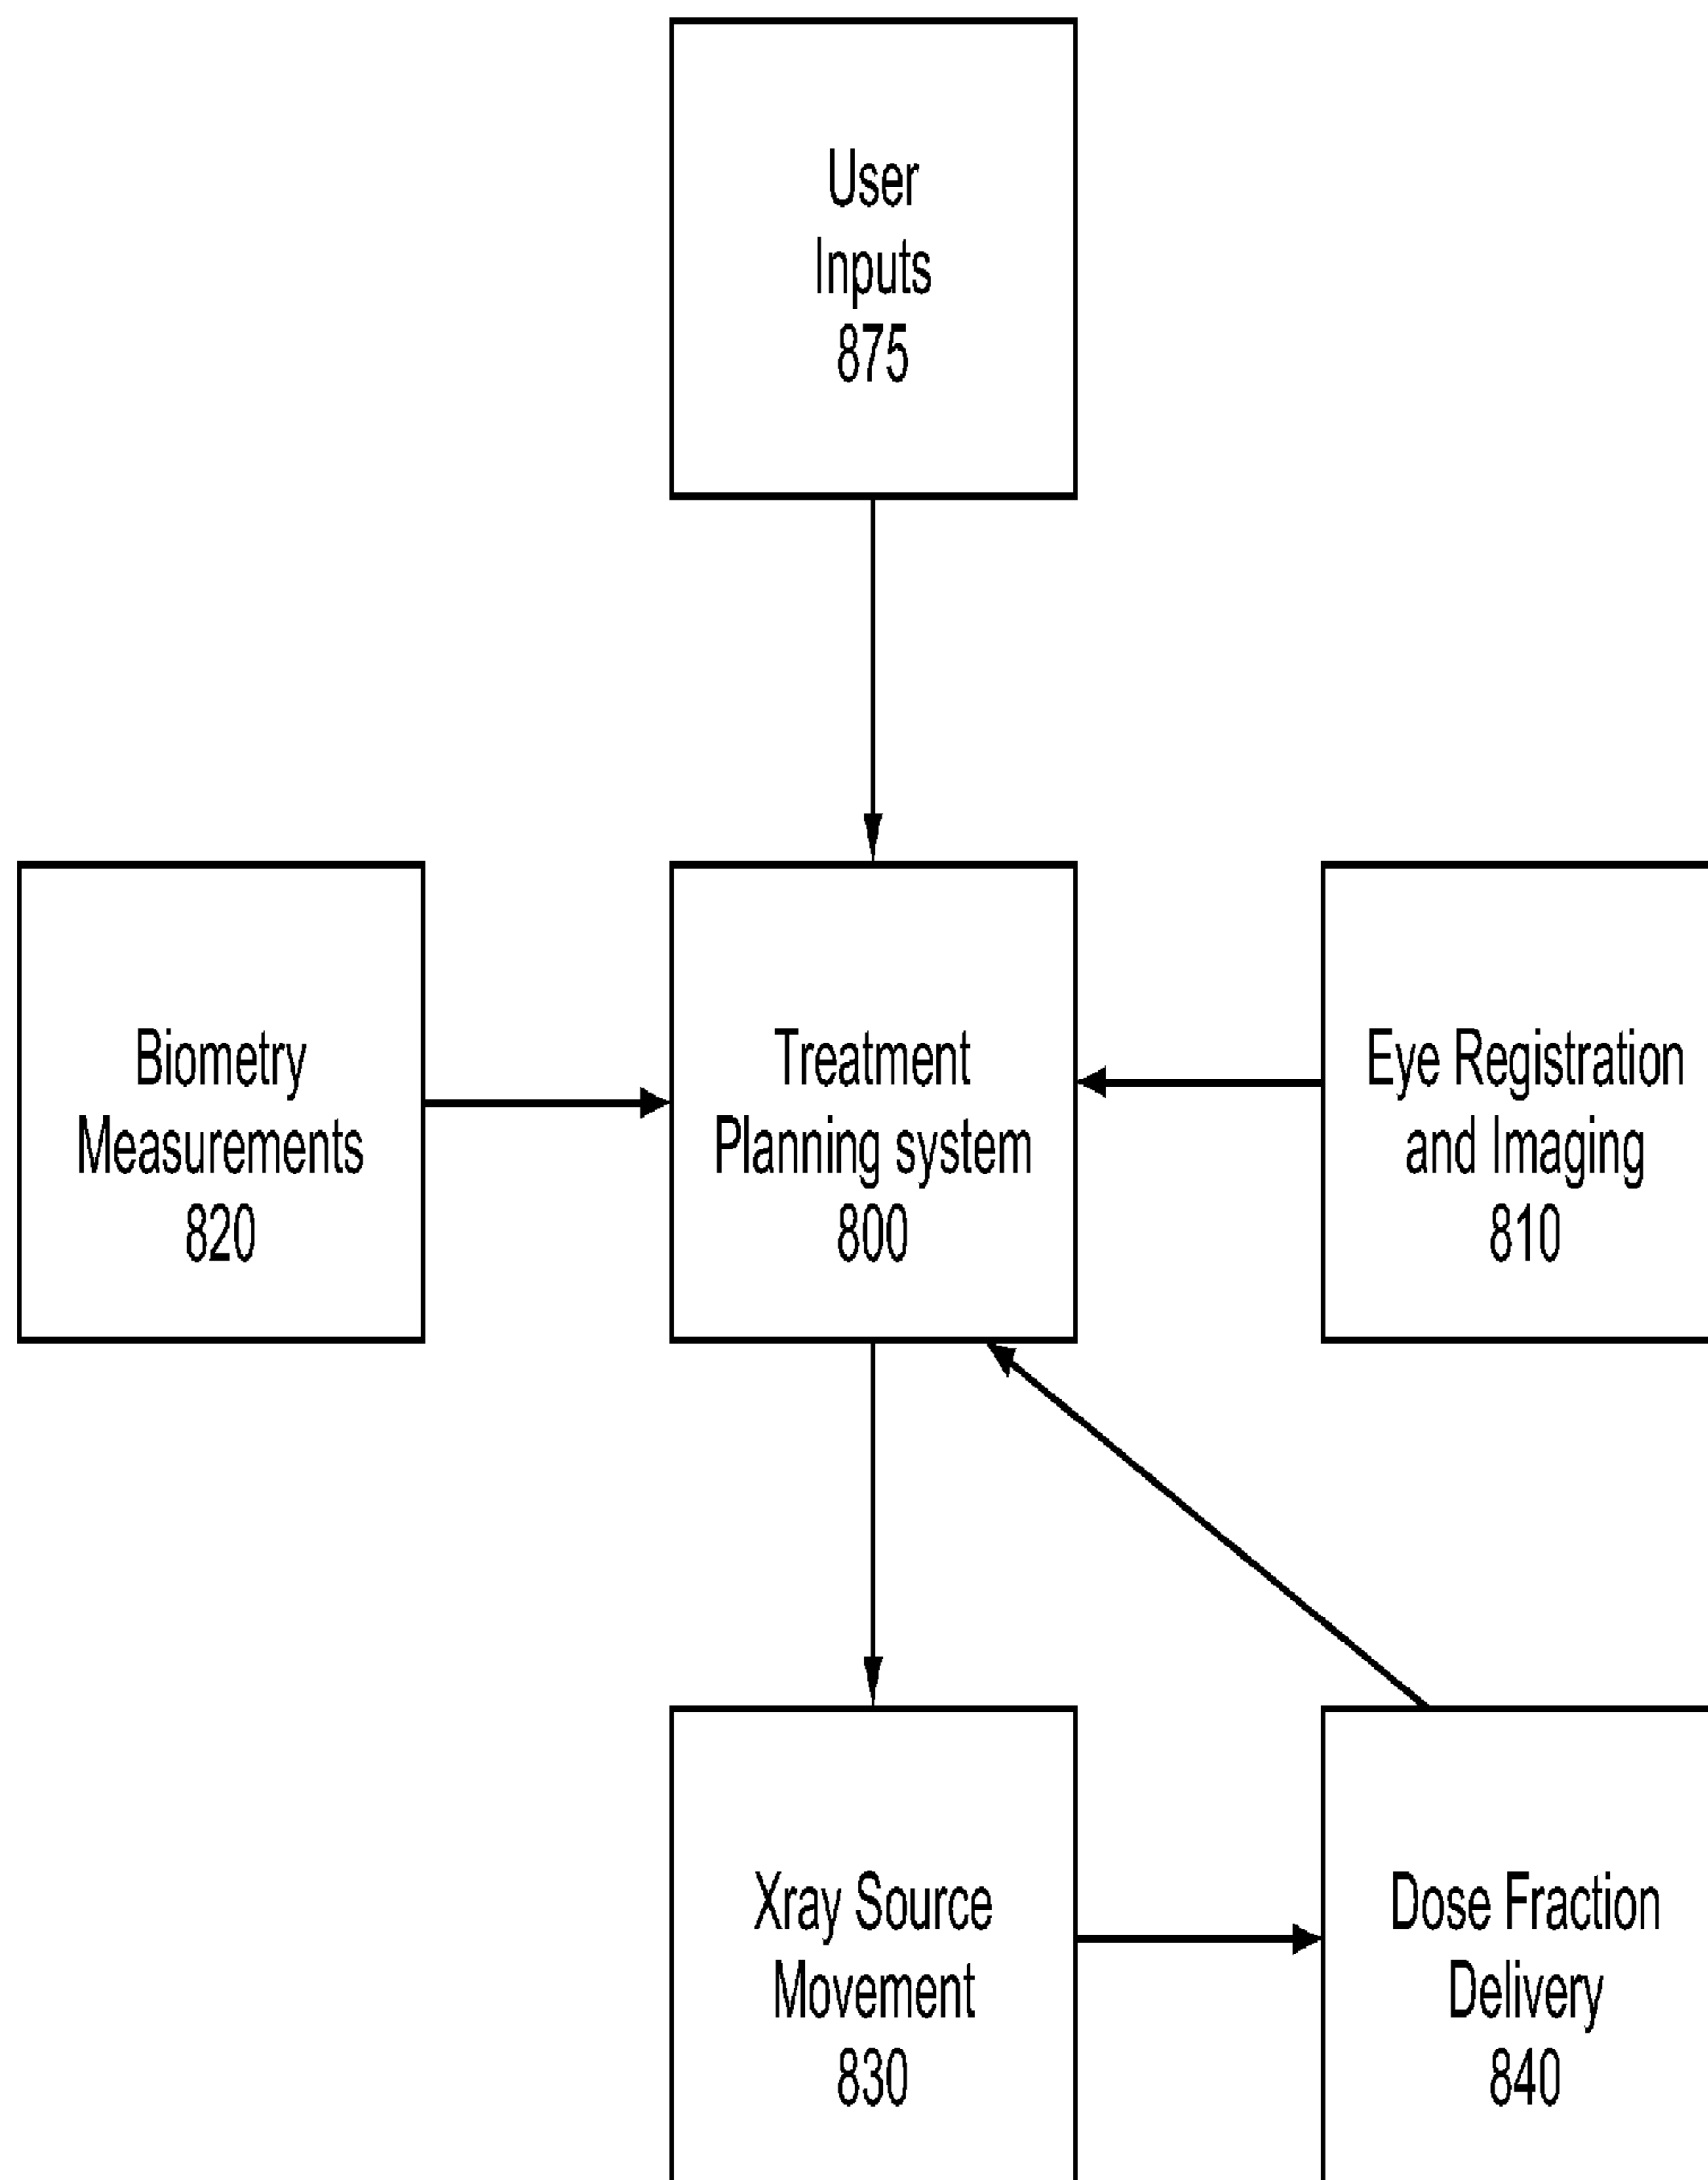 User
Inputs
875
Biometry
Measurements
820
Treatment
Planning system
800
Eye Registration
and Imaging
810
Xray Source
Movement
830
Dose Fraction
Delivery
840